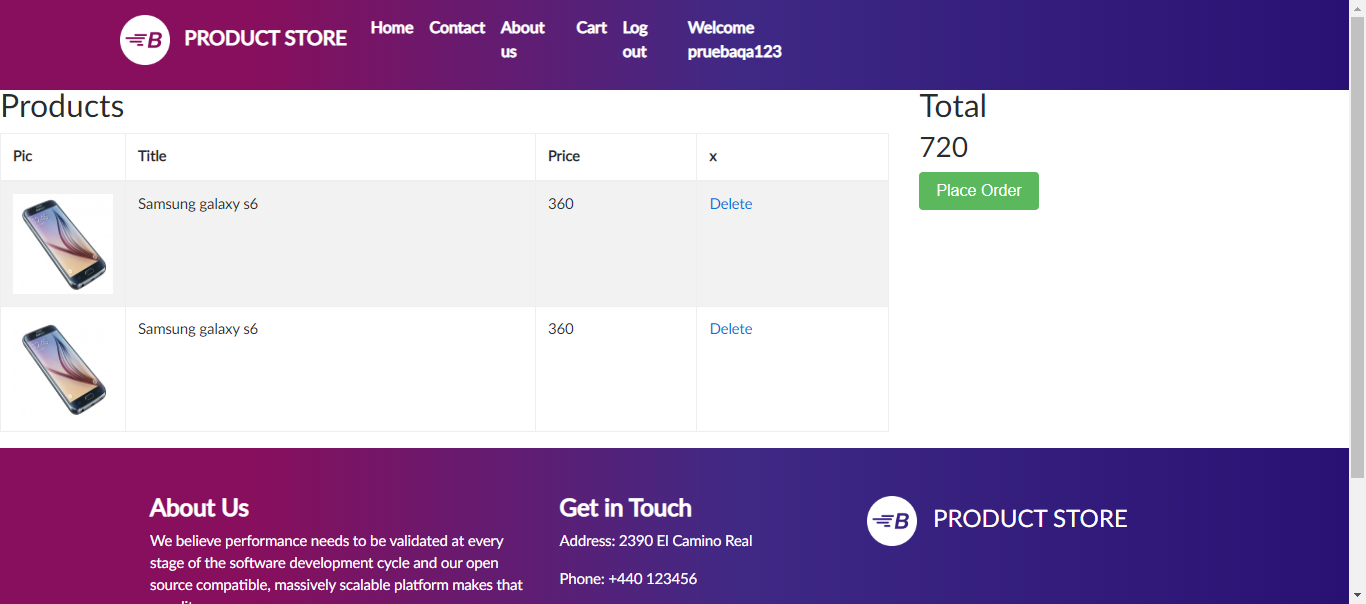 B PRODUCT STORE Home Contact About us Cart Log out Welcome pruebaqa123
Products
Total
720
Place Order
Pic Title Price x
Samsung galaxy s6 360 Delete
Samsung galaxy s6 360 Delete
About Us
We believe performance needs to be validated at every
stage of the software development cycle and our open
source compatible, massively scalable platform makes that
Get in Touch
Address: 2390 El Camino Real
Phone: +440 123456
B PRODUCT STORE